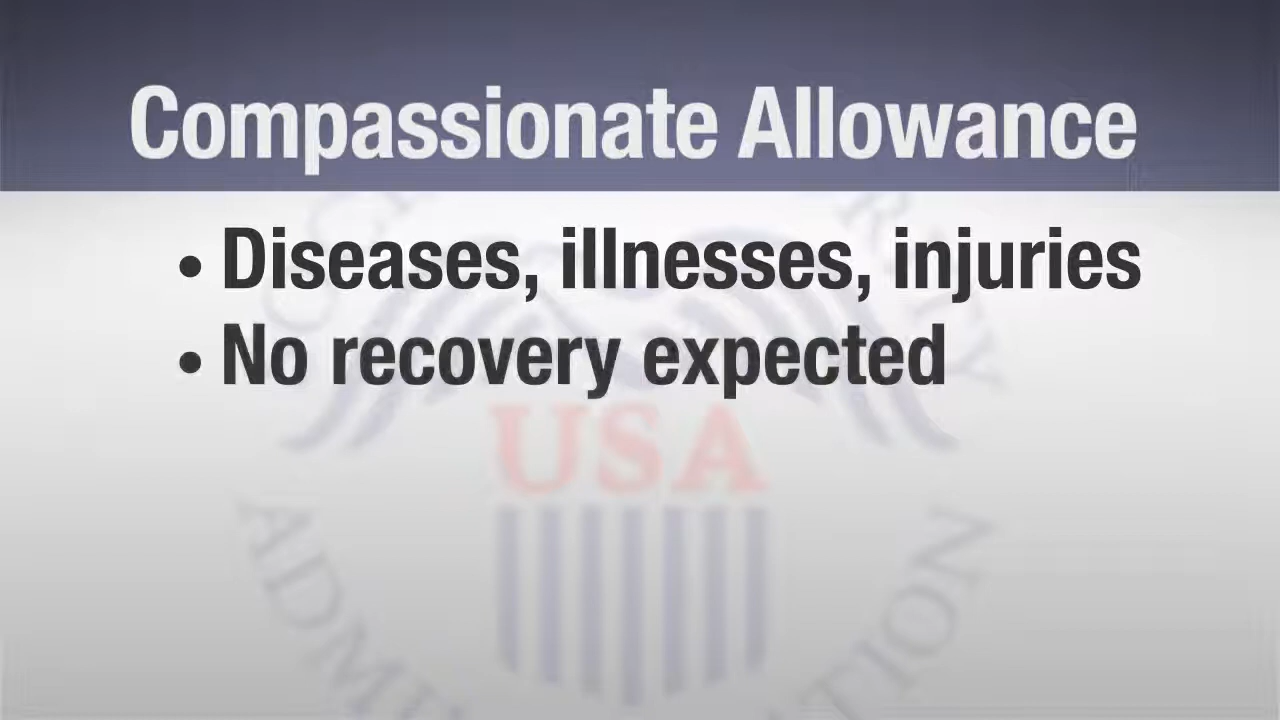 Compassionate Allowance
• Diseases, illnesses, injuries
• No recovery expected
USA